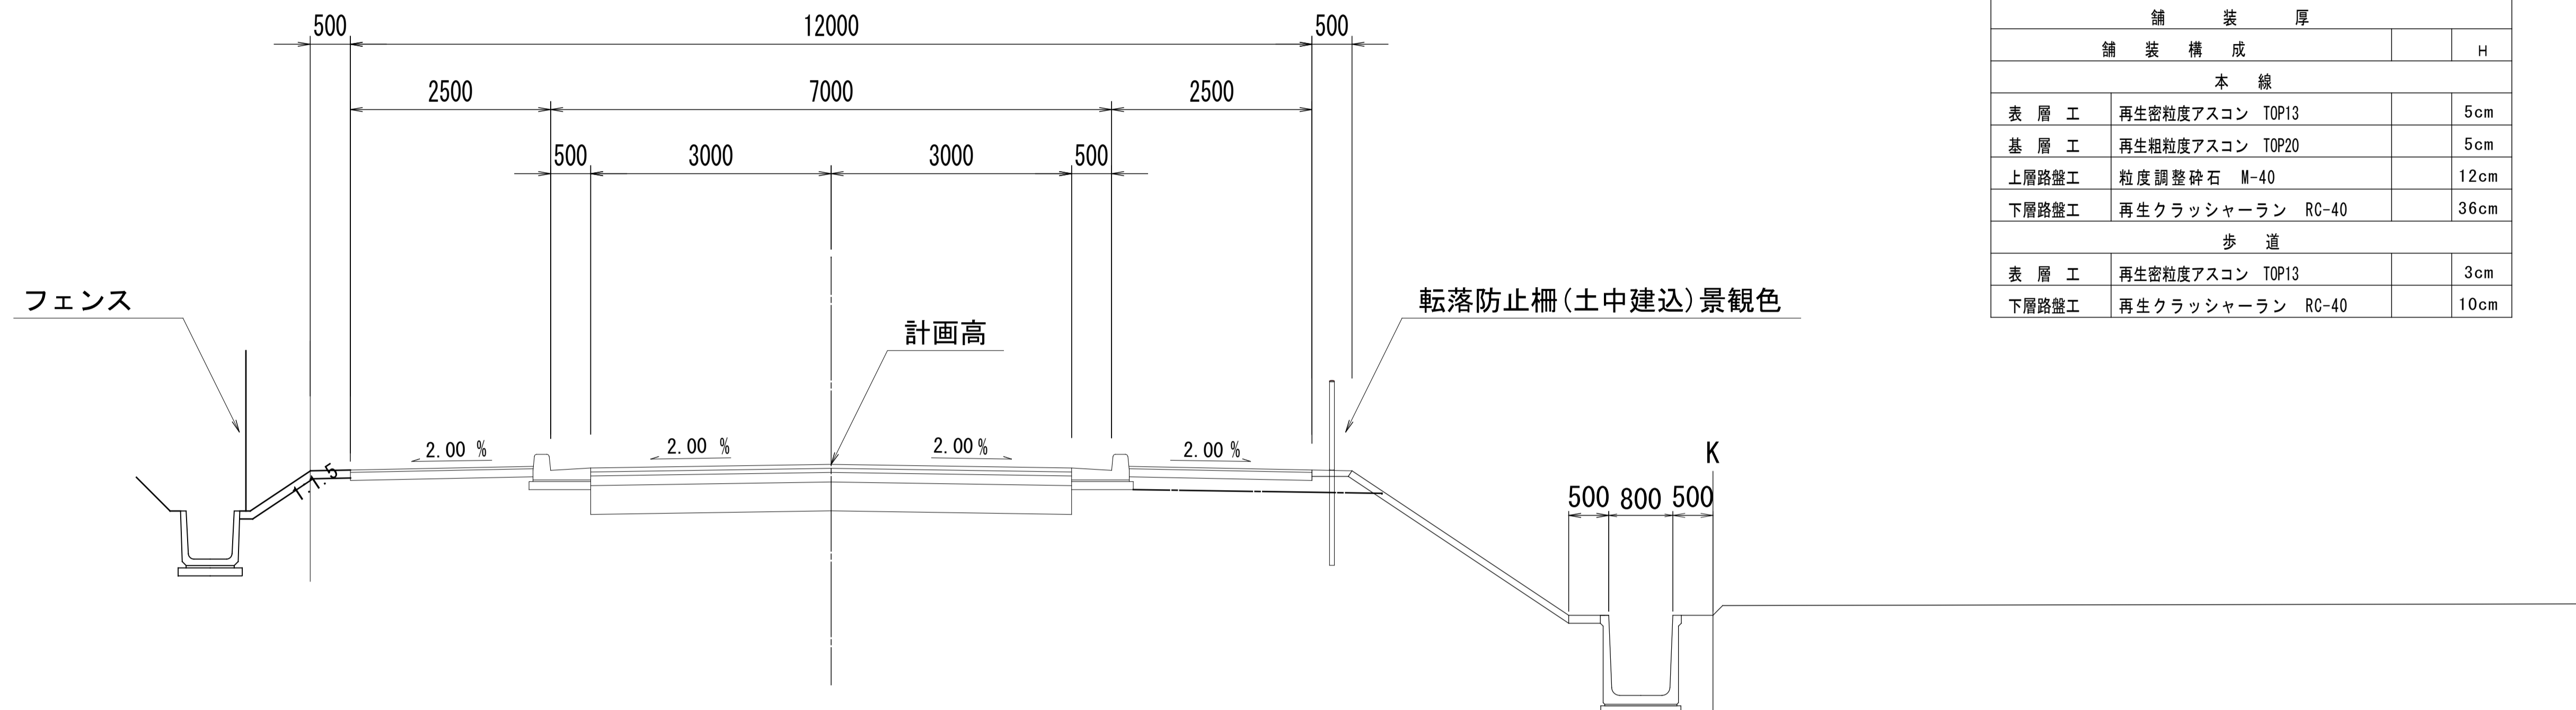 500 12000 500
2500 7000 2500
500 3000 3000 500
フェンス
計画高
転落防止柵(土中建込)景観色
2.00 % 2.00 % 2.00% 2.00 %
1:1.5
K
500 800 500
舗装厚
舗装構成 H
本線
表層工 再生密粒度アスコン TOP13 5cm
基層工 再生粗粒度アスコン TOP20 5cm
上層路盤工 粒度調整砕石 M-40 12cm
下層路盤工 再生クラッシャーラン RC-40 36cm
歩道
表層工 再生密粒度アスコン TOP13 3cm
下層路盤工 再生クラッシャーラン RC-40 10cm